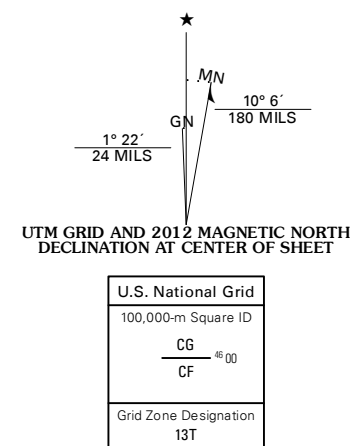 ★
MN
GN
10° 6´
180 MILS
1° 22´
24 MILS
UTM GRID AND 2012 MAGNETIC NORTH
DECLINATION AT CENTER OF SHEET
U.S. National Grid
100,000-m Square ID
CG
46 00
CF
Grid Zone Designation
13T